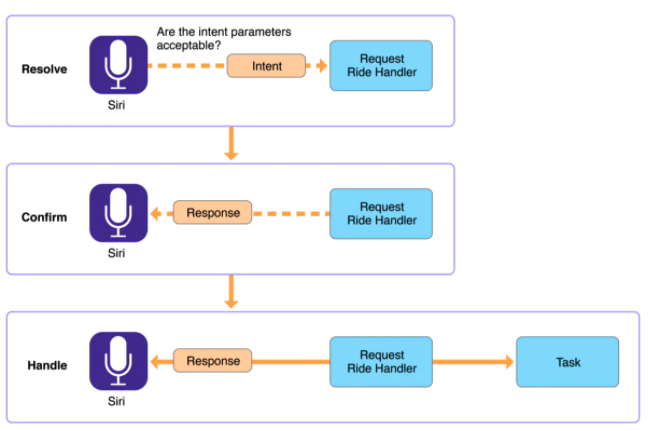 Are the intent parameters
acceptable?
Resolve
Intent
Request
Ride Handler
Siri
Confirm
Response
Request
Ride Handler
Siri
Handle
Response
Request
Ride Handler
Task
Siri